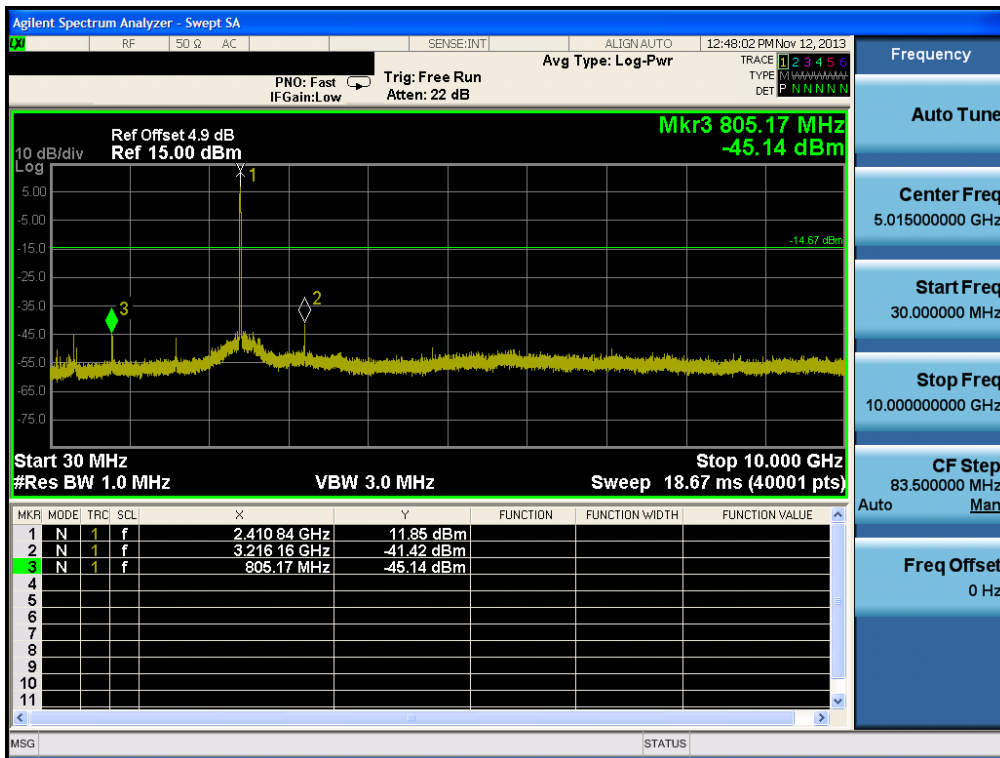 Agilent Spectrum Analyzer - Swept SA
LXI RF 50 Ω AC SENSE:INT ALIGN AUTO 12:48:02 PM Nov 12, 2013
Frequency
PNO: Fast
IFGain:Low
Trig: Free Run
Atten: 22 dB
Avg Type: Log-Pwr
TRACE 1 2 3 4 5 6
TYPE M WWWWW
DET P N N N N N
Auto Tune
Mkr3 805.17 MHz
-45.14 dBm
Ref Offset 4.9 dB
10 dB/div Ref 15.00 dBm
Log
1
5.00
-5.00
-14.67 dBm
-15.0
-25.0
2
-35.0
3
-45.0
-55.0
-65.0
-75.0
Start 30 MHz Stop 10.000 GHz
#Res BW 1.0 MHz VBW 3.0 MHz Sweep 18.67 ms (40001 pts)
Center Freq
5.015000000 GHz
Start Freq
30.000000 MHz
Stop Freq
10.000000000 GHz
CF Step
83.500000 MHz
Auto Man
Freq Offset
0 Hz
MKR MODE TRC SCL X Y FUNCTION FUNCTION WIDTH FUNCTION VALUE
1 N 1 f 2.410 84 GHz 11.85 dBm
2 N 1 f 3.216 16 GHz -41.42 dBm
3 N 1 f 805.17 MHz -45.14 dBm
4
5
6
7
8
9
10
11
MSG STATUS